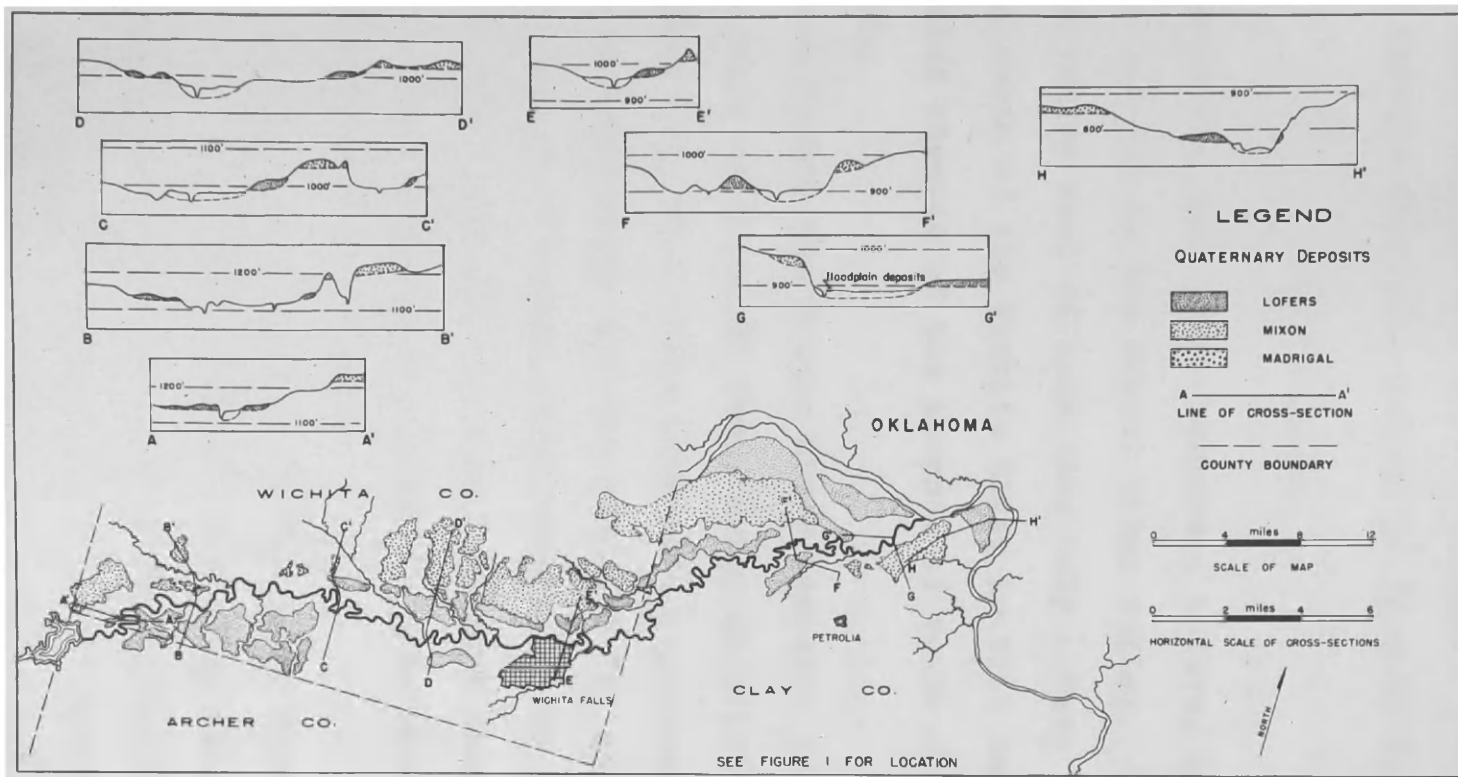 1000'
D D'
1000'
900'
E E'
900'
800'
H H'
1100'
1000'
C C'
1000'
900'
F F'
1200'
1100'
B B'
1000'
floodplain deposits
900'
G G'
1200'
1100'
A A'
LEGEND
QUATERNARY DEPOSITS
LOFERS
MIXON
MADRIGAL
A A'
LINE OF CROSS-SECTION
COUNTY BOUNDARY
miles
0 4 8 12
SCALE OF MAP
miles
0 2 4 6
HORIZONTAL SCALE OF CROSS-SECTIONS
NORTH
OKLAHOMA
WICHITA CO.
B' C' D'
H'
A' A
B
C
D
E
F
H
G
PETROLIA
WICHITA FALLS
CLAY CO.
ARCHER CO.
SEE FIGURE 1 FOR LOCATION